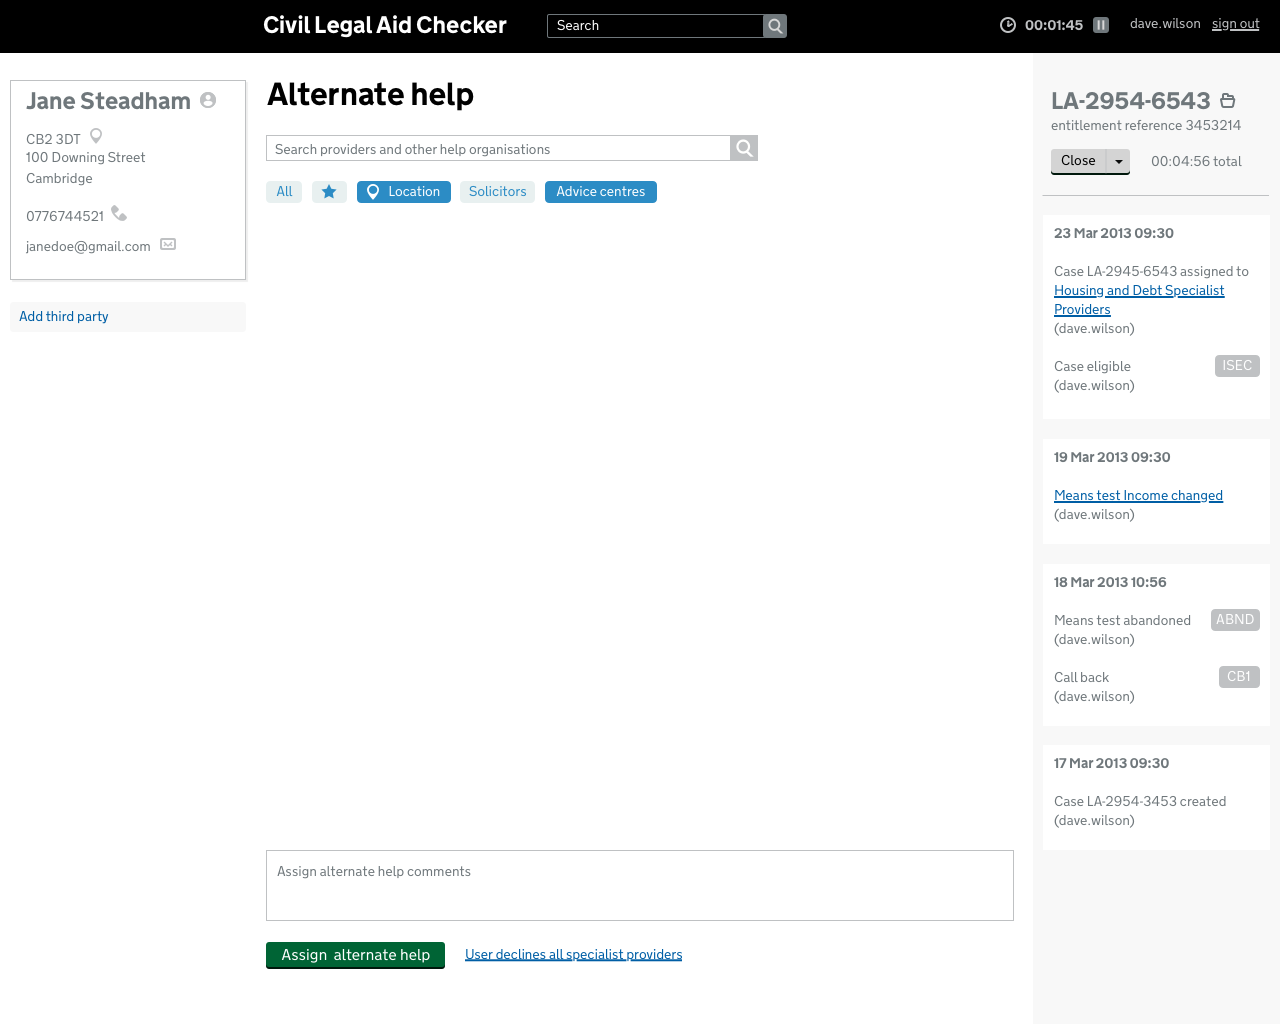 Civil Legal Aid Checker
Search
00:01:45
dave.wilson
sign out
Jane Steadham
CB2 3DT
100 Downing Street
Cambridge
0776744521
janedoe@gmail.com
Add third party
Alternate help
Search providers and other help organisations
All
Location
Solicitors
Advice centres
Assign alternate help comments
Assign alternate help
User declines all specialist providers
LA-2954-6543
entitlement reference 3453214
Close
00:04:56 total
23 Mar 2013 09:30
Case LA-2945-6543 assigned to
Housing and Debt Specialist
Providers
(dave.wilson)
Case eligible
ISEC
(dave.wilson)
19 Mar 2013 09:30
Means test Income changed
(dave.wilson)
18 Mar 2013 10:56
Means test abandoned
ABND
(dave.wilson)
Call back
CB1
(dave.wilson)
17 Mar 2013 09:30
Case LA-2954-3453 created
(dave.wilson)